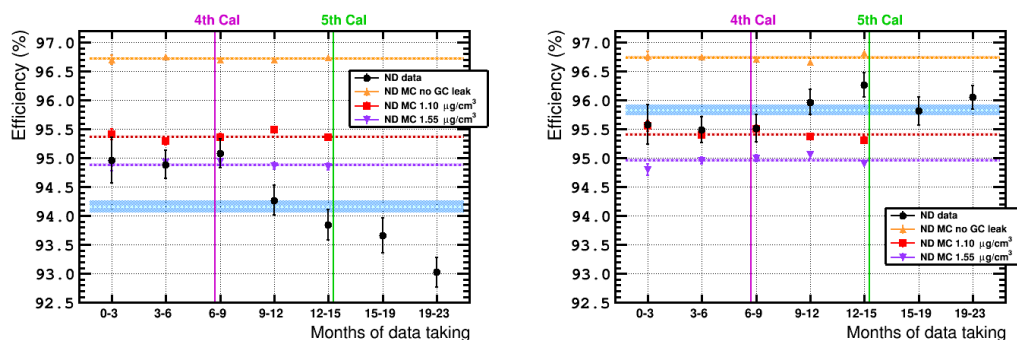 4th Cal 5th Cal
Efficiency (%)
97.0
96.5
96.0
95.5
95.0
94.5
94.0
93.5
93.0
92.5
ND data
ND MC no GC leak
ND MC 1.10 μg/cm³
ND MC 1.55 μg/cm³
0-3 3-6 6-9 9-12 12-15 15-19 19-23
Months of data taking
4th Cal 5th Cal
Efficiency (%)
97.0
96.5
96.0
95.5
95.0
94.5
94.0
93.5
93.0
92.5
ND data
ND MC no GC leak
ND MC 1.10 μg/cm³
ND MC 1.55 μg/cm³
0-3 3-6 6-9 9-12 12-15 15-19 19-23
Months of data taking